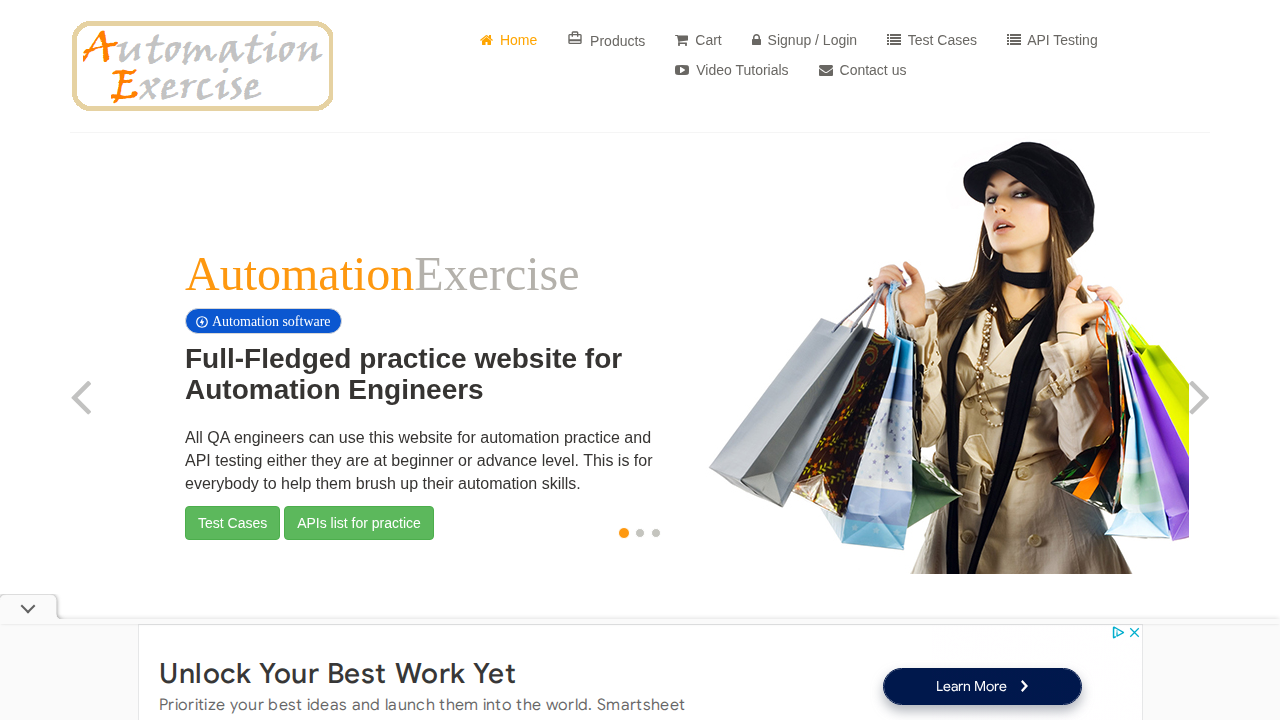 Automation
Exercise
Home
Products
Cart
Signup / Login
Test Cases
API Testing
Video Tutorials
Contact us
AutomationExercise
Automation software
Full-Fledged practice website for
Automation Engineers
All QA engineers can use this website for automation practice and
API testing either they are at beginner or advance level. This is for
everybody to help them brush up their automation skills.
Test Cases
APIs list for practice
Unlock Your Best Work Yet
Prioritize your best ideas and launch them into the world. Smartsheet
Learn More